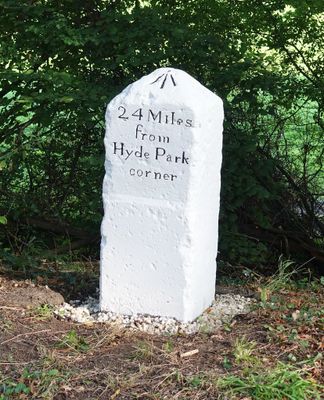 24 Miles
from
Hyde Park
corner